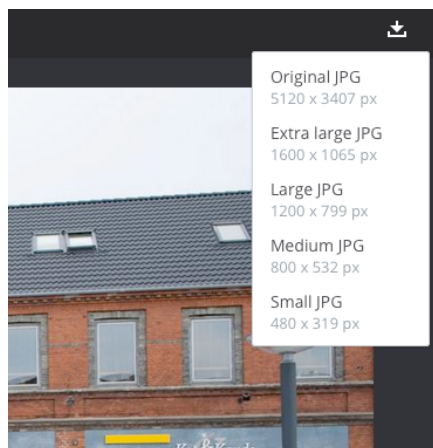 Original JPG
5120 x 3407 px
Extra large JPG
1600 x 1065 px
Large JPG
1200 x 799 px
Medium JPG
800 x 532 px
Small JPG
480 x 319 px